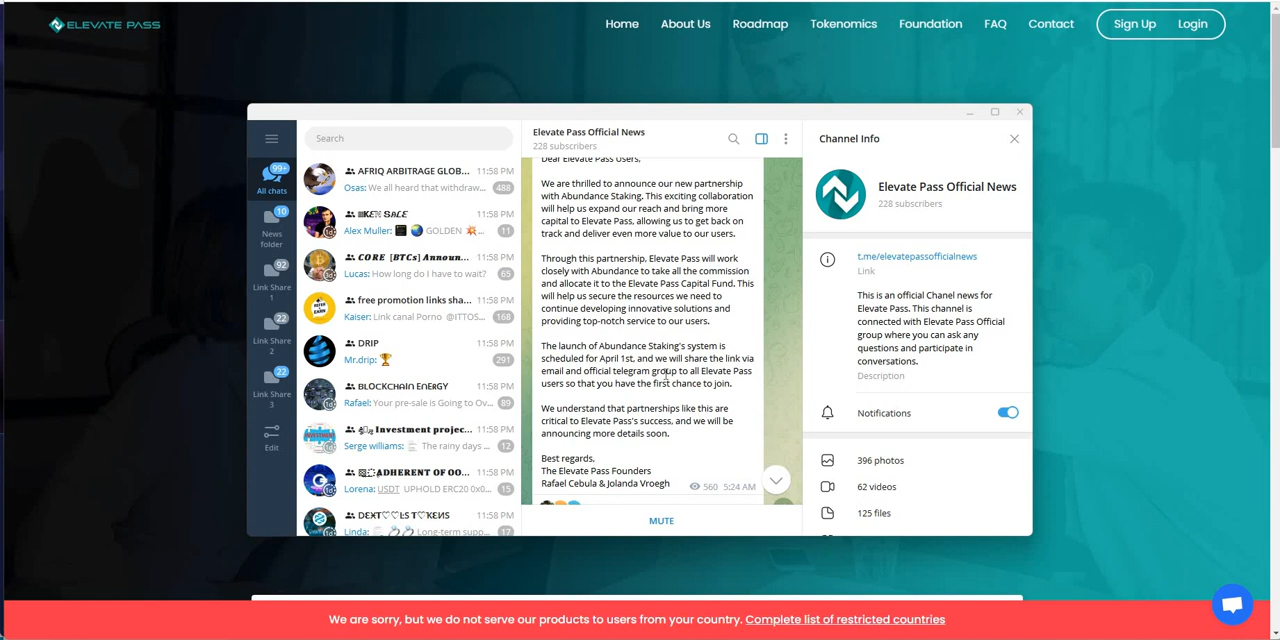 ELEVATE PASS
Home About Us Roadmap Tokenomics Foundation FAQ Contact Sign Up Login
99+
All chats
10
News
folder
92
Link Share
1
22
Link Share
2
22
Link Share
3
Edit
Search
AFRIQ ARBITRAGE GLOB... 11:58 PM
Osas: We all heard that withdraw... 488
11:58 PM
Alex Muller: GOLDEN 11
CORE [BTCs] Announ... 11:58 PM
Lucas: How long do I have to wait? 65
free promotion links sha... 11:58 PM
Kaiser: Link canal Porno @ITTOS... 168
DRIP 11:58 PM
Mr.drip: 291
BLOCKCHAIN ENERGY 11:58 PM
Rafael: Your pre-sale is Going to Ov... 89
Investment projec... 11:58 PM
Serge williams: The rainy days ... 12
ADHERENT OF OO... 11:58 PM
Lorena: USDT UPHOLD ERC20 0x0... 15
11:58 PM
Linda: Long-term supp... 17
Elevate Pass Official News
228 subscribers
Dear Elevate Pass Users,
We are thrilled to announce our new partnership
with Abundance Staking. This exciting collaboration
will help us expand our reach and bring more
capital to Elevate Pass, allowing us to get back on
track and deliver even more value to our users.
Through this partnership, Elevate Pass will work
closely with Abundance to take all the commission
and allocate it to the Elevate Pass Capital Fund. This
will help us secure the resources we need to
continue developing innovative solutions and
providing top-notch service to our users.
The launch of Abundance Staking's system is
scheduled for April 1st, and we will share the link via
email and official telegram group to all Elevate Pass
users so that you have the first chance to join.
We understand that partnerships like this are
critical to Elevate Pass's success, and we will be
announcing more details soon.
Best regards,
The Elevate Pass Founders
Rafael Cebula & Jolanda Vroegh 560 5:24 AM
MUTE
Channel Info
Elevate Pass Official News
228 subscribers
t.me/elevatepassofficialnews
Link
This is an official Chanel news for
Elevate Pass. This channel is
connected with Elevate Pass Official
group where you can ask any
questions and participate in
conversations.
Description
Notifications
396 photos
62 videos
125 files
We are sorry, but we do not serve our products to users from your country. Complete list of restricted countries